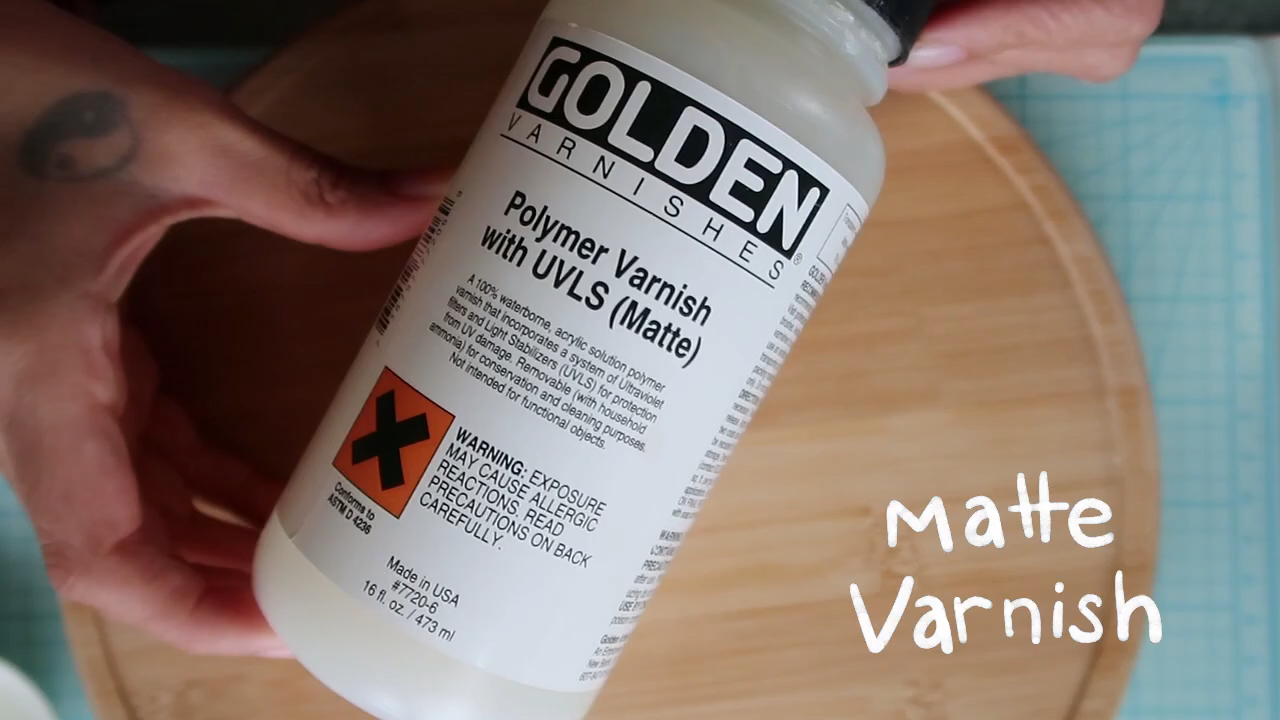 GOLDEN®
VARNISHES
Polymer Varnish
with UVLS (Matte)
A 100% waterborne, acrylic solution polymer
varnish that incorporates a system of Ultraviolet
filters and Light Stabilizers (UVLS) for protection
from UV damage. Removable (with household
ammonia) for conservation and cleaning purposes.
Not intended for functional objects.
WARNING: EXPOSURE
MAY CAUSE ALLERGIC
REACTIONS, READ
PRECAUTIONS ON BACK
CAREFULLY.
Conforms to
ASTM D 4236
Made in USA
#7720-6
16 fl. oz. / 473 ml
Matte
Varnish